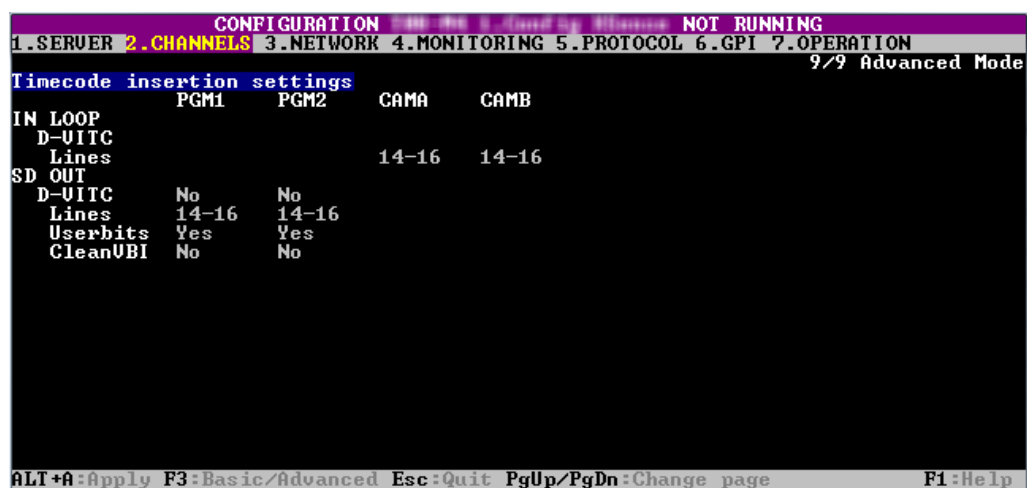 CONFIGURATION NOT RUNNING
1.SERVER 2.CHANNELS 3.NETWORK 4.MONITORING 5.PROTOCOL 6.GPI 7.OPERATION
9/9 Advanced Mode
Timecode insertion settings
PGM1 PGM2 CAMA CAMB
IN LOOP
D-VITC
Lines 14-16 14-16
SD OUT
D-VITC No No
Lines 14-16 14-16
Userbits Yes Yes
CleanVBI No No
ALT+A:Apply F3:Basic/Advanced Esc:Quit PgUp/PgDn:Change page F1:Help